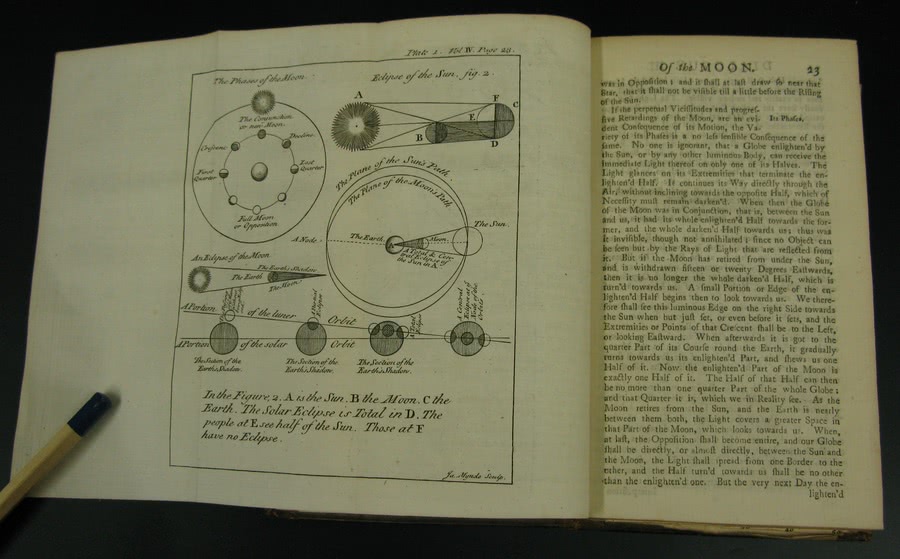 Plate 2. Vol IV. Page 23.
The Phases of the Moon.
Eclipse of the Sun. fig. 2.
The Conjunction
or new Moon.
Crescent
Decline.
First
Quarter
Last
Quarter
Full Moon
or Opposition
A
F
C
E
B
D
The Plane of the Sun's Path.
The Plane of the Moon's Path
The Sun.
A Node.
The Earth.
Moon.
A Total & Cen-
tral Eclipse of
the Sun in A.
An Eclipse of the Moon
The Earth
The Earth's Shadow.
The Moon.
A Portion of the lunar Orbit
A Portion of the solar Orbit
Eclipse
The Section of the
Earth's Shadow.
The Section of the
Earth's Shadow.
The Section of the
Earth's Shadow.
In the Figure, 2. A is the Sun. B the Moon. C the
Earth. The Solar Eclipse is Total in D. The
people at E see half of the Sun. Those at F
have no Eclipse.
Ja. Mynde Sculp.
Of the MOON. 23
was in Opposition; and it ſhall at laſt draw ſo near that
Star, that it ſhall not be viſible till a little before the Riſing
of the Sun.
If the perpetual Viciſſitudes and progreſ-
ſive Retardings of the Moon, are an evi- Its Phaſes.
dent Conſequence of its Motion, the Va-
riety of its Phaſes is a no leſs ſenſible Conſequence of the
ſame. No one is ignorant, that a Globe enlighten'd by
the Sun, or by any other luminous Body, can receive the
Immediate Light thereof on only one of its Halves. The
Light glances on its Extremities that terminate the en-
lighten'd Half. It continues its Way directly through the
Air, without inclining towards the oppoſite Half, which of
Neceſſity muſt remain darken'd. When then the Globe
of the Moon was in Conjunction, that is, between the Sun
and us, it had its whole enlighten'd Half towards the for-
mer, and the whole darken'd Half towards us; thus was
it inviſible, though not annihilated; ſince no Object can
be ſeen but by the Rays of Light that are reflected from
it. But if the Moon has retired from under the Sun,
and is withdrawn fifteen or twenty Degrees Eaſtwards,
then it is no longer the whole darken'd Half, which is
turn'd towards us. A ſmall Portion or Edge of the en-
lighten'd Half begins then to look towards us. We there-
fore ſhall ſee this luminous Edge on the right Side towards
the Sun when but juſt ſet, or even before it ſets, and the
Extremities or Points of that Creſcent ſhall be to the Left,
or looking Eaſtward. When afterwards it is got to the
quarter Part of its Courſe round the Earth, it gradually
turns towards us its enlighten'd Part, and ſhews us one
Half of it. Now the enlighten'd Part of the Moon is
exactly one Half of it. The Half of that Half can then
be no more than one quarter Part of the whole Globe;
and that Quarter it is, which we in Reality ſee. As the
Moon retires from the Sun, and the Earth is nearly
between them both, the Light covers a greater Space in
that Part of the Moon, which looks towards us. When,
at laſt, the Oppoſition ſhall become entire, and our Globe
ſhall be directly, or almoſt directly, between the Sun and
the Moon, the Light ſhall ſpread from one Border to the
other, and the Half turn'd towards us ſhall be no other
than the enlighten'd one. But the very next Day the en-
lighten'd